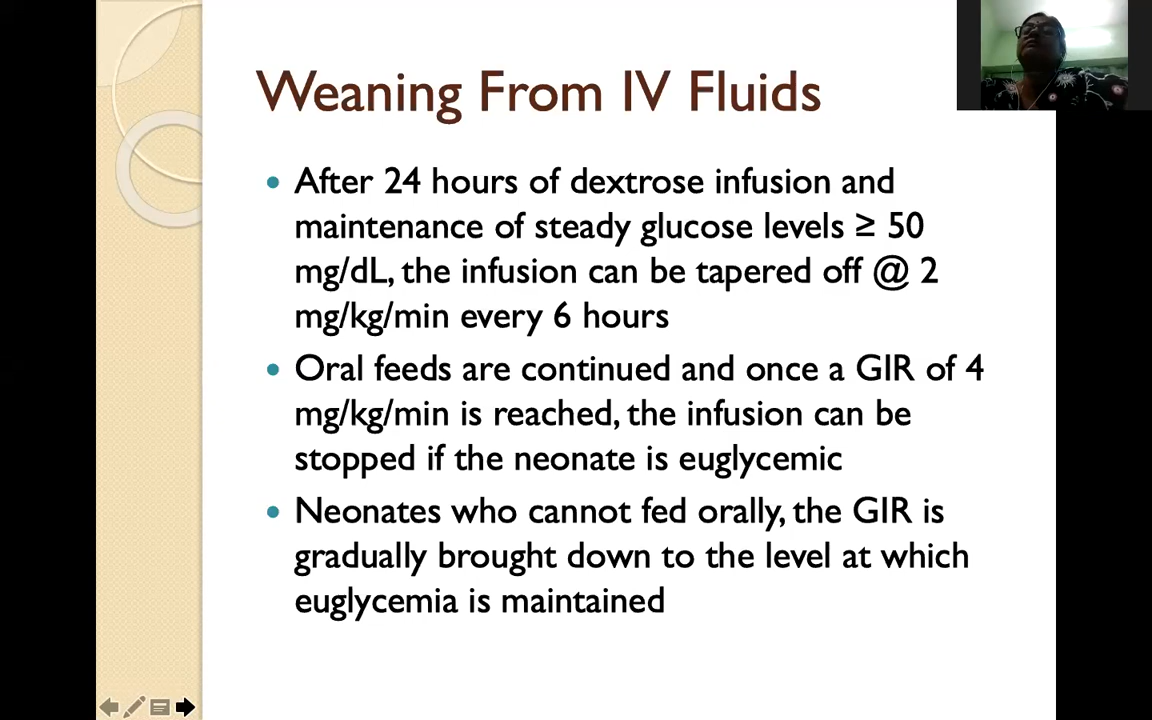 Weaning From IV Fluids
After 24 hours of dextrose infusion and
maintenance of steady glucose levels ≥ 50
mg/dL, the infusion can be tapered off @ 2
mg/kg/min every 6 hours
Oral feeds are continued and once a GIR of 4
mg/kg/min is reached, the infusion can be
stopped if the neonate is euglycemic
Neonates who cannot fed orally, the GIR is
gradually brought down to the level at which
euglycemia is maintained